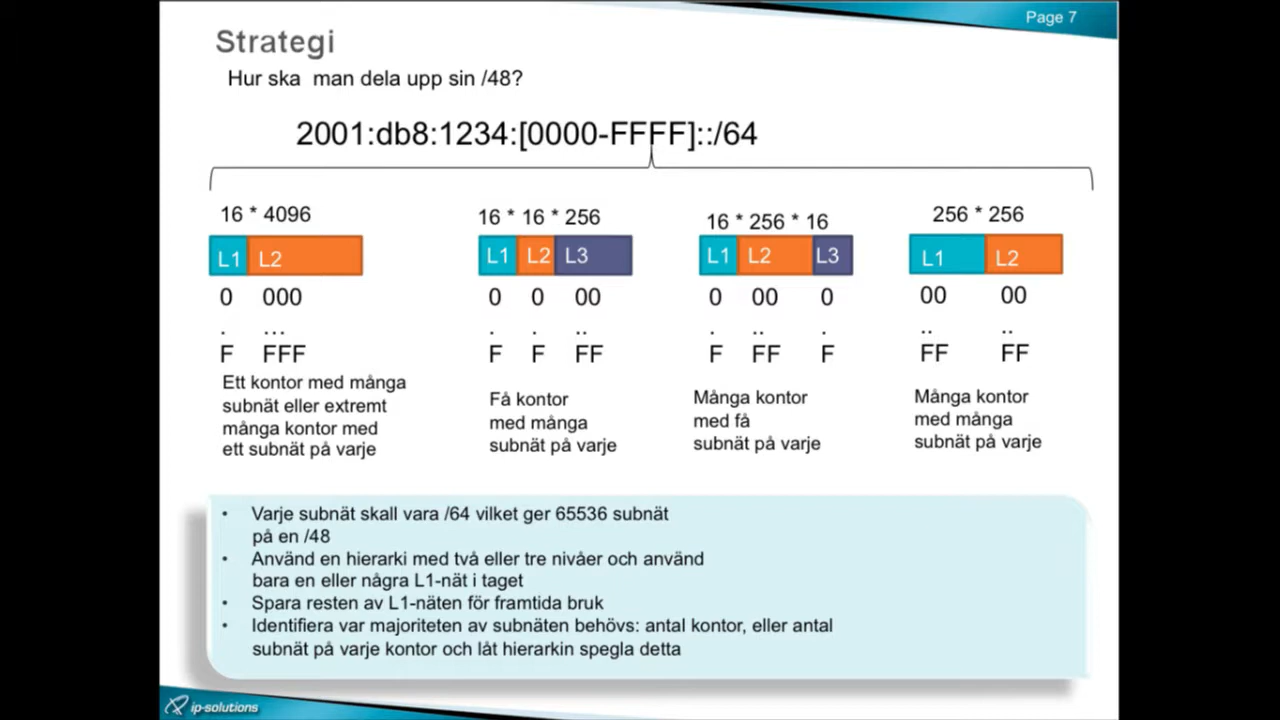 Page 7
Strategi
Hur ska man dela upp sin /48?
2001:db8:1234:[0000-FFFF]::/64
16 * 4096
L1 L2
0 000
. ...
F FFF
Ett kontor med många
subnät eller extremt
många kontor med
ett subnät på varje
16 * 16 * 256
L1 L2 L3
0 0 00
. . ..
F F FF
Få kontor
med många
subnät på varje
16 * 256 * 16
L1 L2 L3
0 00 0
. .. .
F FF F
Många kontor
med få
subnät på varje
256 * 256
L1 L2
00 00
.. ..
FF FF
Många kontor
med många
subnät på varje
• Varje subnät skall vara /64 vilket ger 65536 subnät
på en /48
• Använd en hierarki med två eller tre nivåer och använd
bara en eller några L1-nät i taget
• Spara resten av L1-näten för framtida bruk
• Identifiera var majoriteten av subnäten behövs: antal kontor, eller antal
subnät på varje kontor och låt hierarkin spegla detta
ip-solutions